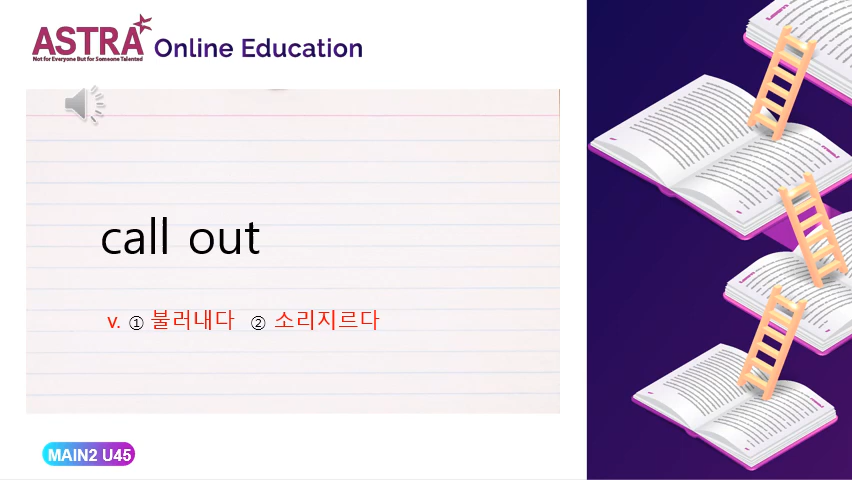 ASTRA
Not for Everyone But for Someone Talented
Online Education
call out
v. ① 불러내다 ② 소리지르다
MAIN2 U45